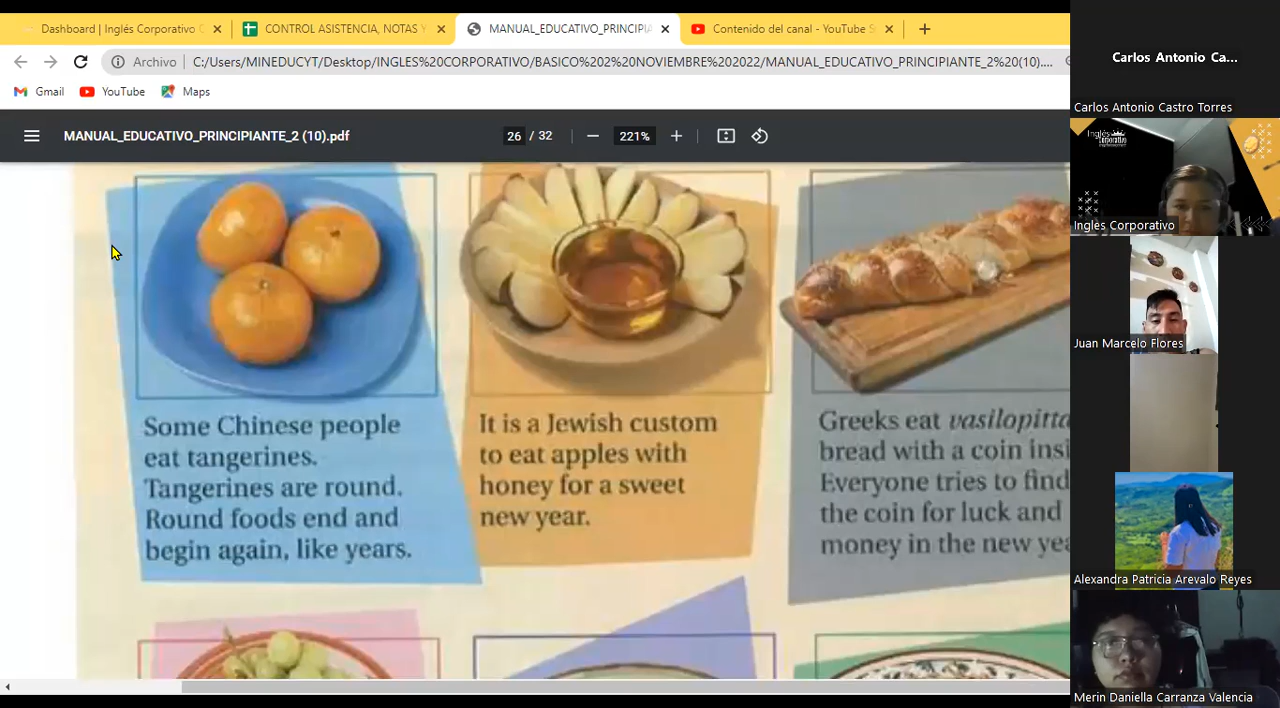 Dashboard | Inglés Corporativo
CONTROL ASISTENCIA, NOTAS Y
MANUAL_EDUCATIVO_PRINCIPIA
Contenido del canal - YouTube S
Archivo
C:/Users/MINEDUCYT/Desktop/INGLES%20CORPORATIVO/BASICO%202%20NOVIEMBRE%202022/MANUAL_EDUCATIVO_PRINCIPIANTE_2%20(10)....
Gmail
YouTube
Maps
MANUAL_EDUCATIVO_PRINCIPIANTE_2 (10).pdf
26 / 32
221%
Some Chinese people
eat tangerines.
Tangerines are round.
Round foods end and
begin again, like years.
It is a Jewish custom
to eat apples with
honey for a sweet
new year.
Greeks eat vasilopitta
bread with a coin insi
Everyone tries to find
the coin for luck and
money in the new yea
Carlos Antonio Ca...
Carlos Antonio Castro Torres
Inglés
Corporativo
Ingles Corporativo
Juan Marcelo Flores
Alexandra Patricia Arevalo Reyes
Merin Daniella Carranza Valencia